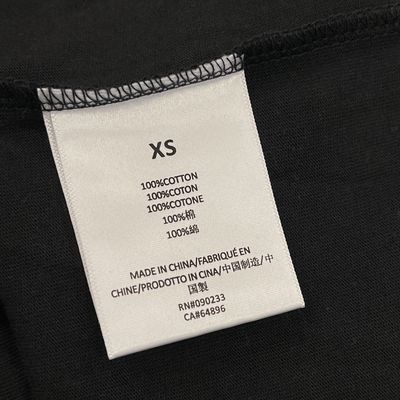 XS
100%COTTON
100%COTON
100%COTONE
100%棉
100%綿
MADE IN CHINA/FABRIQUÉ EN
CHINE/PRODOTTO IN CINA/中国制造/中
国製
RN#090233
CA#64896